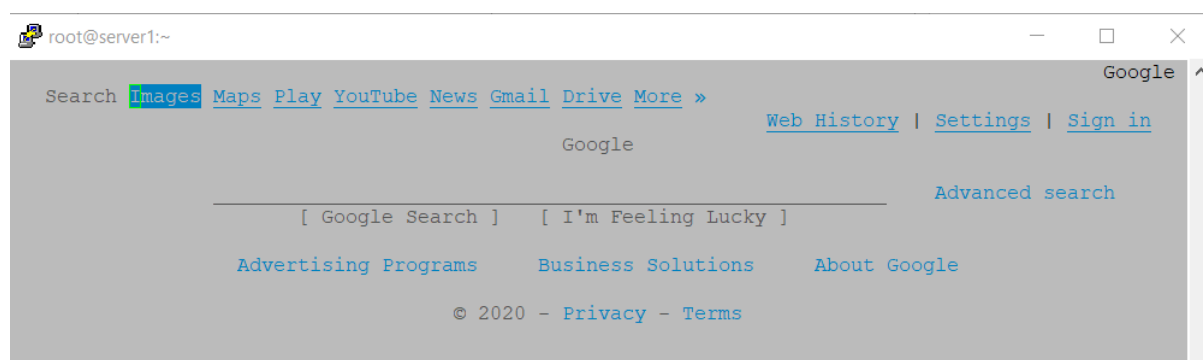 root@server1:~
Google
Search Images Maps Play YouTube News Gmail Drive More »
Web History | Settings | Sign in
Google
Advanced search
[ Google Search ] [ I'm Feeling Lucky ]
Advertising Programs Business Solutions About Google
© 2020 - Privacy - Terms